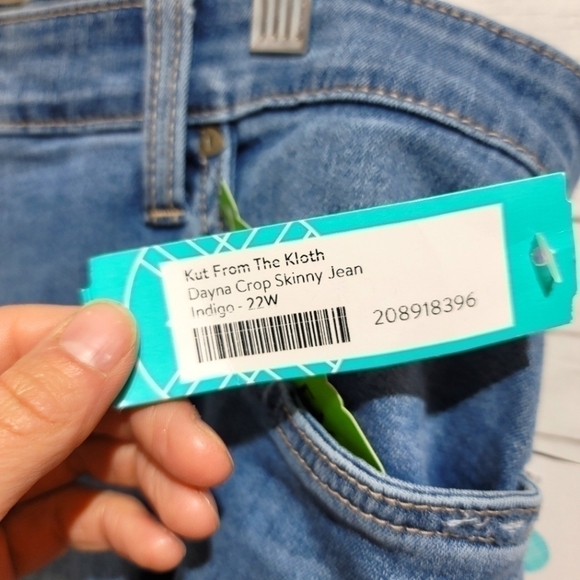 Kut From The Kloth
Dayna Crop Skinny Jean
Indigo - 22W
208918396